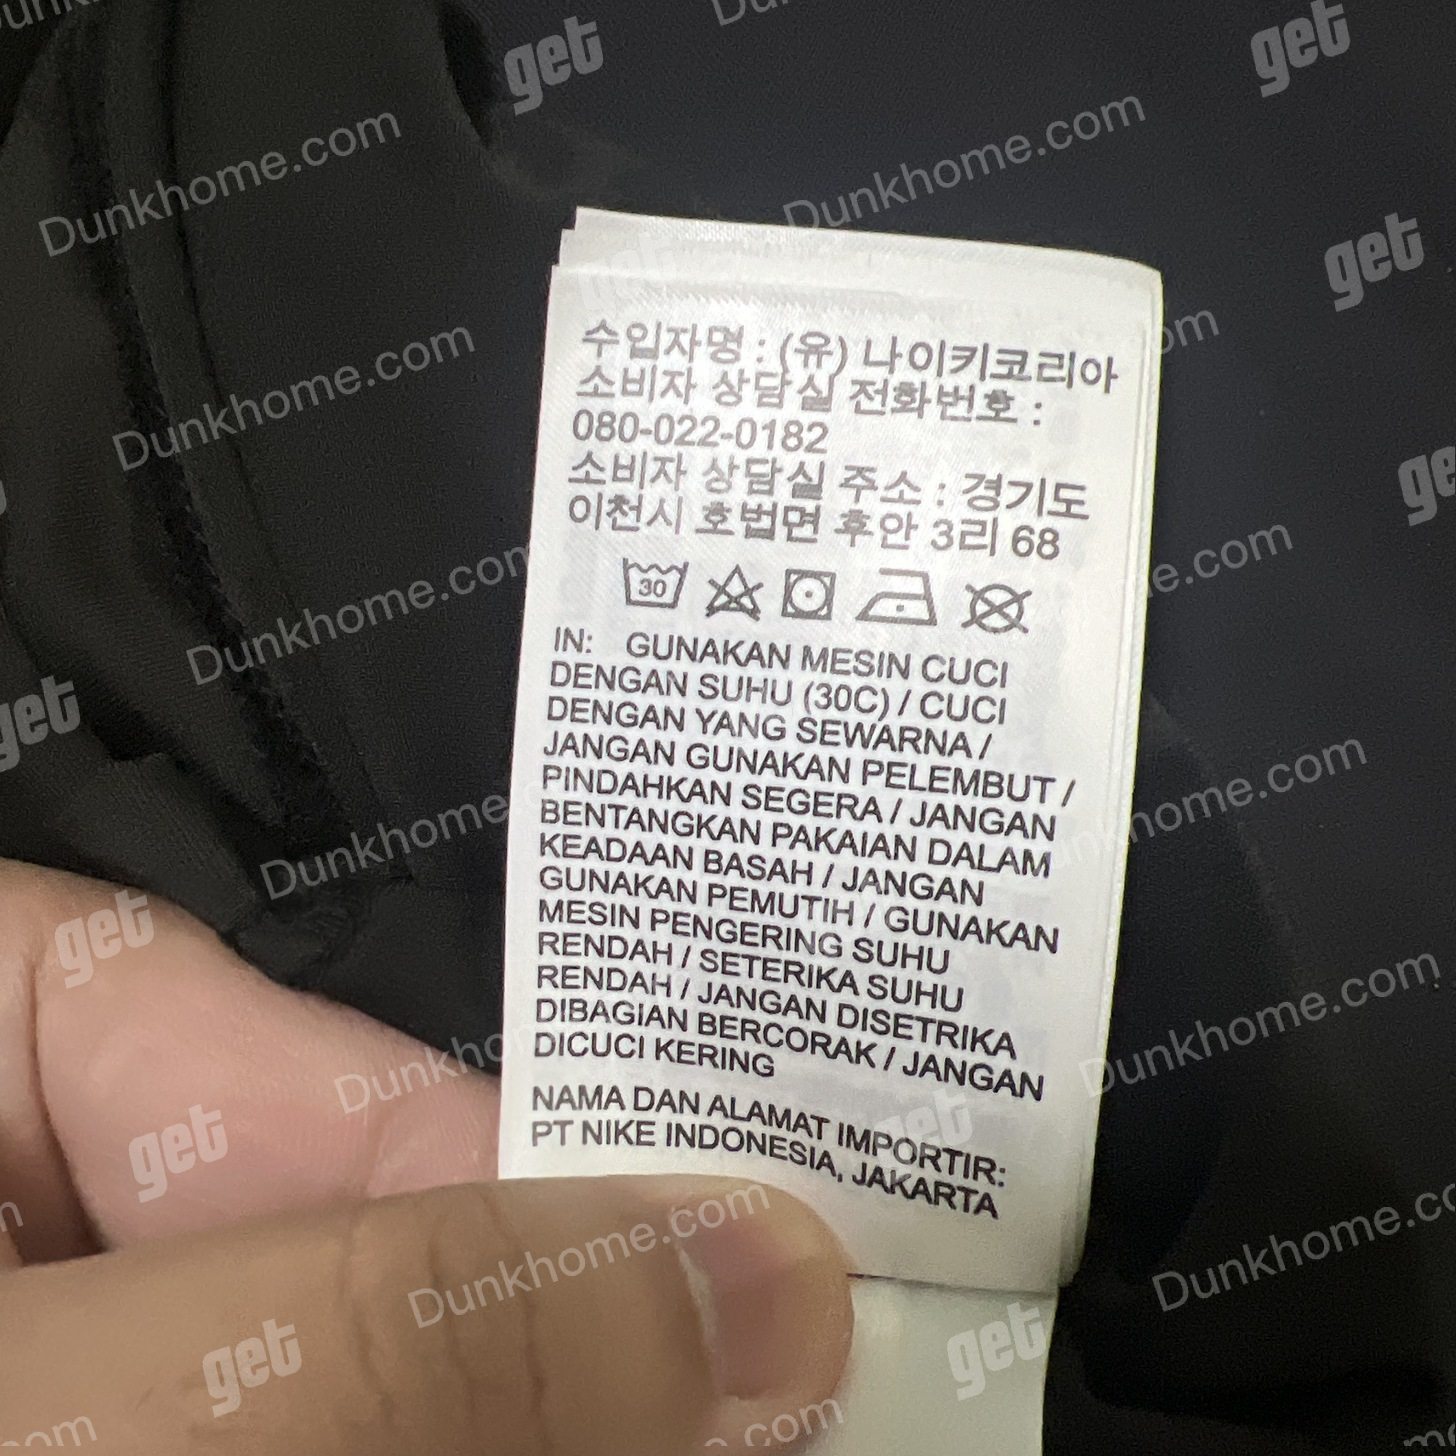 수입자명 : (유) 나이키코리아
소비자 상담실 전화번호 :
080-022-0182
소비자 상담실 주소 : 경기도
이천시 호법면 후안 3리 68
30
IN: GUNAKAN MESIN CUCI
DENGAN SUHU (30C) / CUCI
DENGAN YANG SEWARNA /
JANGAN GUNAKAN PELEMBUT /
PINDAHKAN SEGERA / JANGAN
BENTANGKAN PAKAIAN DALAM
KEADAAN BASAH / JANGAN
GUNAKAN PEMUTIH / GUNAKAN
MESIN PENGERING SUHU
RENDAH / SETERIKA SUHU
RENDAH / JANGAN DISETRIKA
DIBAGIAN BERCORAK / JANGAN
DICUCI KERING
NAMA DAN ALAMAT IMPORTIR:
PT NIKE INDONESIA, JAKARTA
get
Dunkhome.com